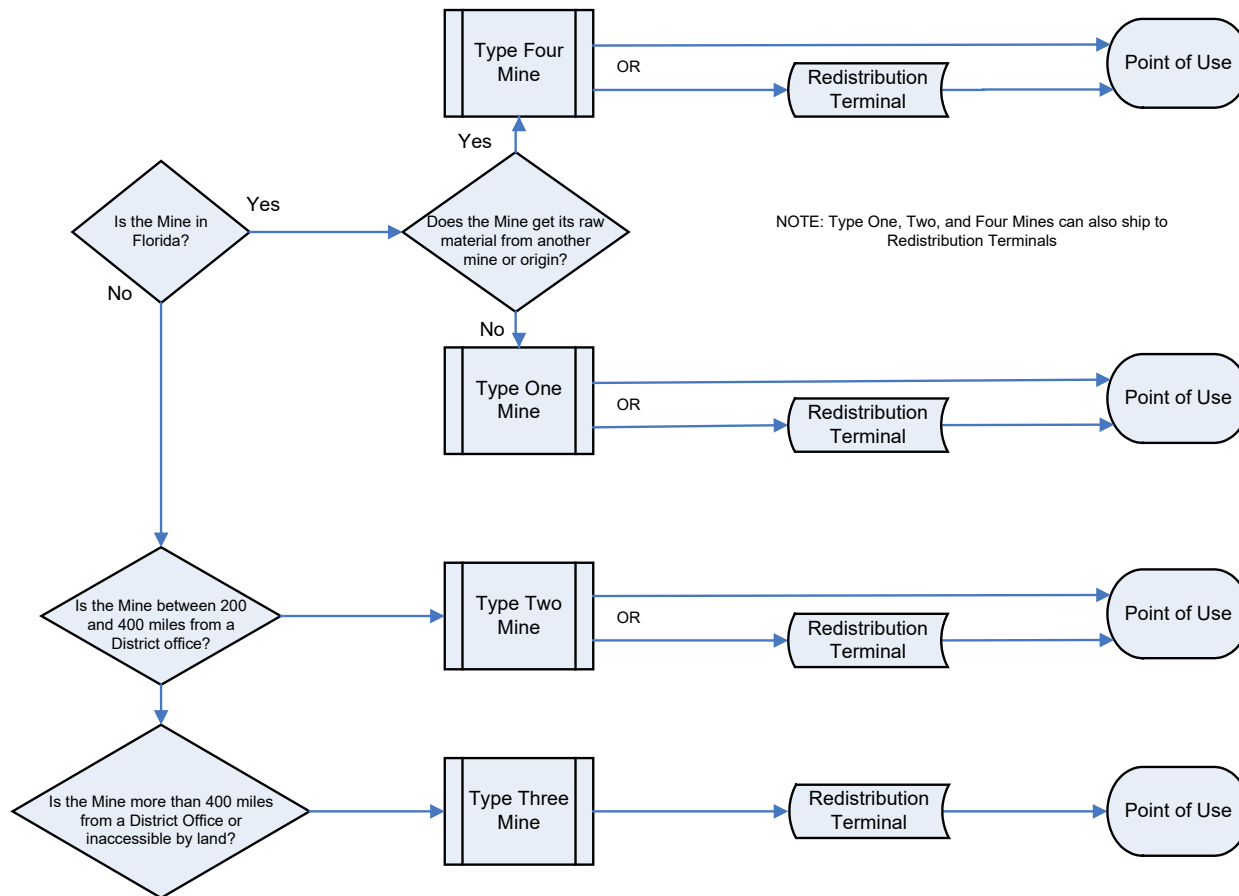 Type Four
Mine
OR
Redistribution
Terminal
Point of Use
Yes
Is the Mine in
Florida?
Yes
Does the Mine get its raw
material from another
mine or origin?
NOTE: Type One, Two, and Four Mines can also ship to
Redistribution Terminals
No
No
Type One
Mine
OR
Redistribution
Terminal
Point of Use
Is the Mine between 200
and 400 miles from a
District office?
Type Two
Mine
OR
Redistribution
Terminal
Point of Use
Is the Mine more than 400 miles
from a District Office or
inaccessible by land?
Type Three
Mine
Redistribution
Terminal
Point of Use